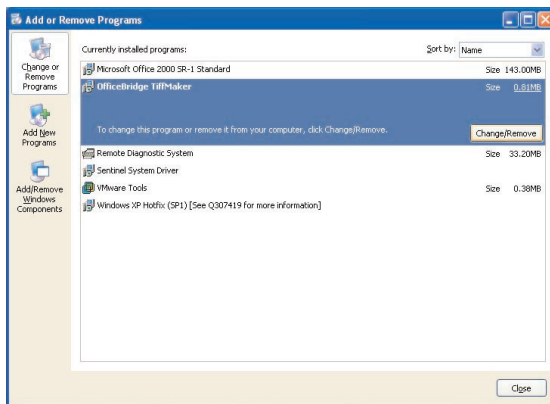 Add or Remove Programs
Change or
Remove
Programs
Add New
Programs
Add/Remove
Windows
Components
Currently installed programs:
Sort by: Name
Microsoft Office 2000 SR-1 Standard Size 143.00MB
OfficeBridge TiffMaker Size 0.81MB
To change this program or remove it from your computer, click Change/Remove.
Change/Remove
Remote Diagnostic System Size 33.20MB
Sentinel System Driver
VMware Tools Size 0.38MB
Windows XP Hotfix (SP1) [See Q307419 for more information]
Close